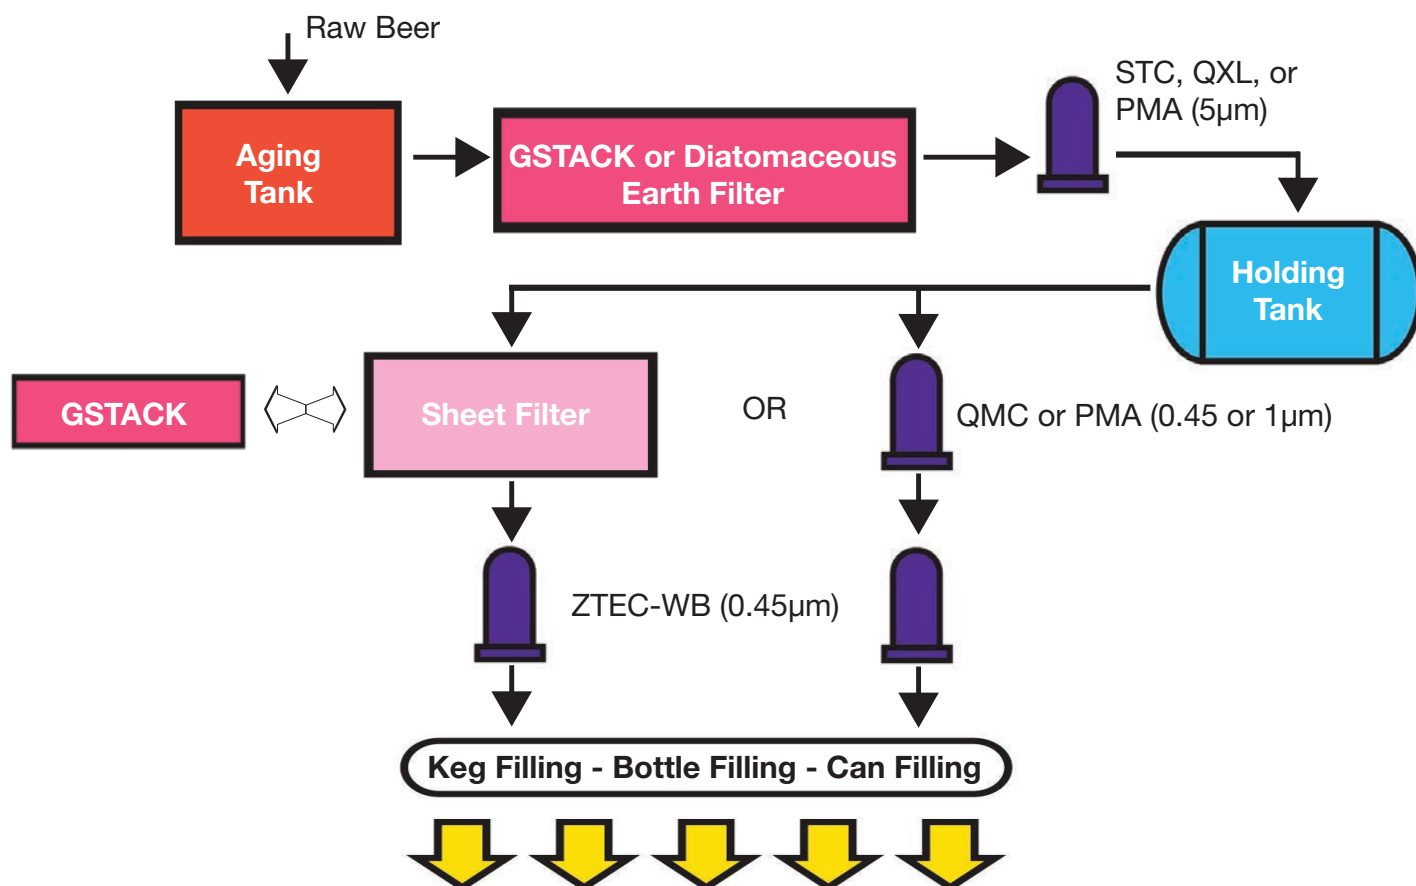 Raw Beer
STC, QXL, or
PMA (5µm)
Aging
Tank
GSTACK or Diatomaceous
Earth Filter
Holding
Tank
GSTACK
Sheet Filter
OR
QMC or PMA (0.45 or 1µm)
ZTEC-WB (0.45µm)
Keg Filling - Bottle Filling - Can Filling